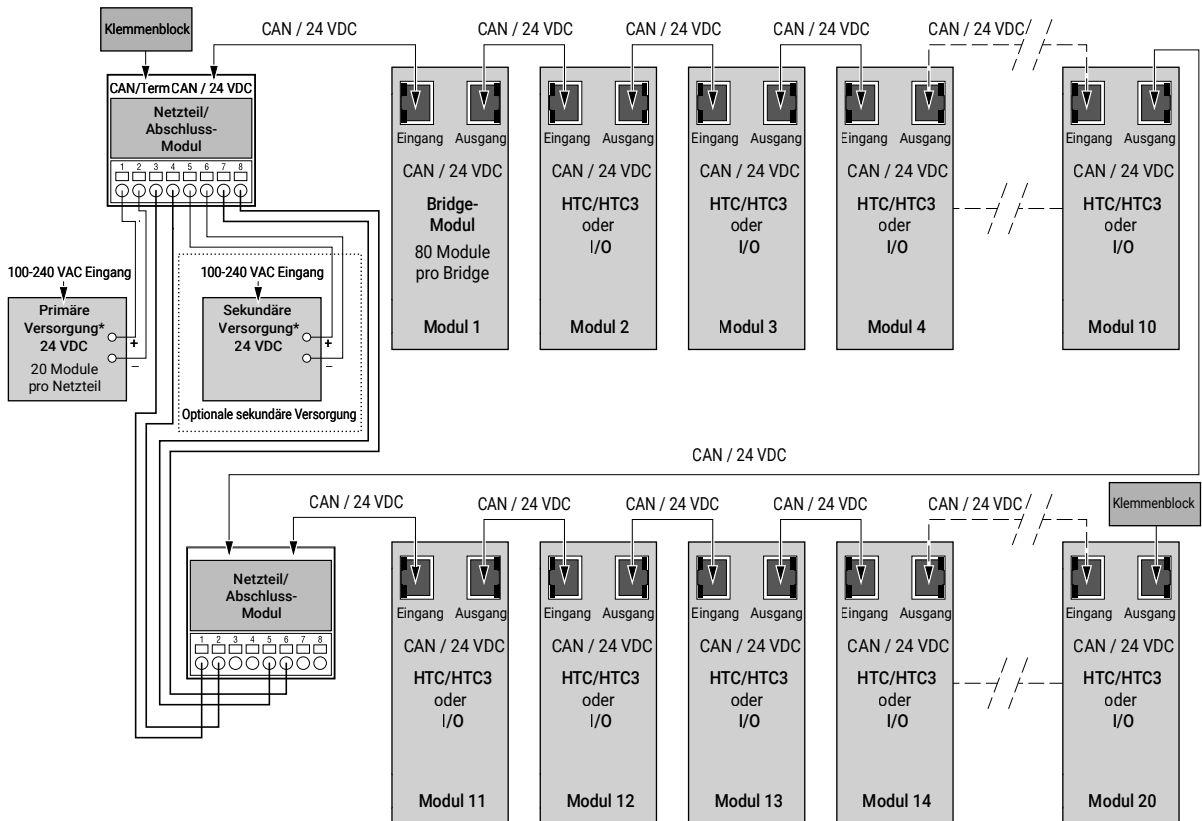 Klemmenblock
CAN / 24 VDC CAN / 24 VDC CAN / 24 VDC CAN / 24 VDC CAN / 24 VDC
CAN/Term CAN / 24 VDC
Netzteil/
Abschluss-
Modul
1 2 3 4 5 6 7 8
Eingang Ausgang Eingang Ausgang Eingang Ausgang Eingang Ausgang Eingang Ausgang
CAN / 24 VDC CAN / 24 VDC CAN / 24 VDC CAN / 24 VDC CAN / 24 VDC
Bridge-
Modul
80 Module
pro Bridge
Modul 1
HTC/HTC3
oder
I/O
Modul 2
HTC/HTC3
oder
I/O
Modul 3
HTC/HTC3
oder
I/O
Modul 4
HTC/HTC3
oder
I/O
Modul 10
100-240 VAC Eingang
Primäre
Versorgung*
24 VDC
20 Module
pro Netzteil
+
–
100-240 VAC Eingang
Sekundäre
Versorgung*
24 VDC
+
–
Optionale sekundäre Versorgung
CAN / 24 VDC
CAN / 24 VDC CAN / 24 VDC CAN / 24 VDC CAN / 24 VDC CAN / 24 VDC
Klemmenblock
Netzteil/
Abschluss-
Modul
1 2 3 4 5 6 7 8
Eingang Ausgang Eingang Ausgang Eingang Ausgang Eingang Ausgang Eingang Ausgang
CAN / 24 VDC CAN / 24 VDC CAN / 24 VDC CAN / 24 VDC CAN / 24 VDC
HTC/HTC3
oder
I/O
Modul 11
HTC/HTC3
oder
I/O
Modul 12
HTC/HTC3
oder
I/O
Modul 13
HTC/HTC3
oder
I/O
Modul 14
HTC/HTC3
oder
I/O
Modul 20